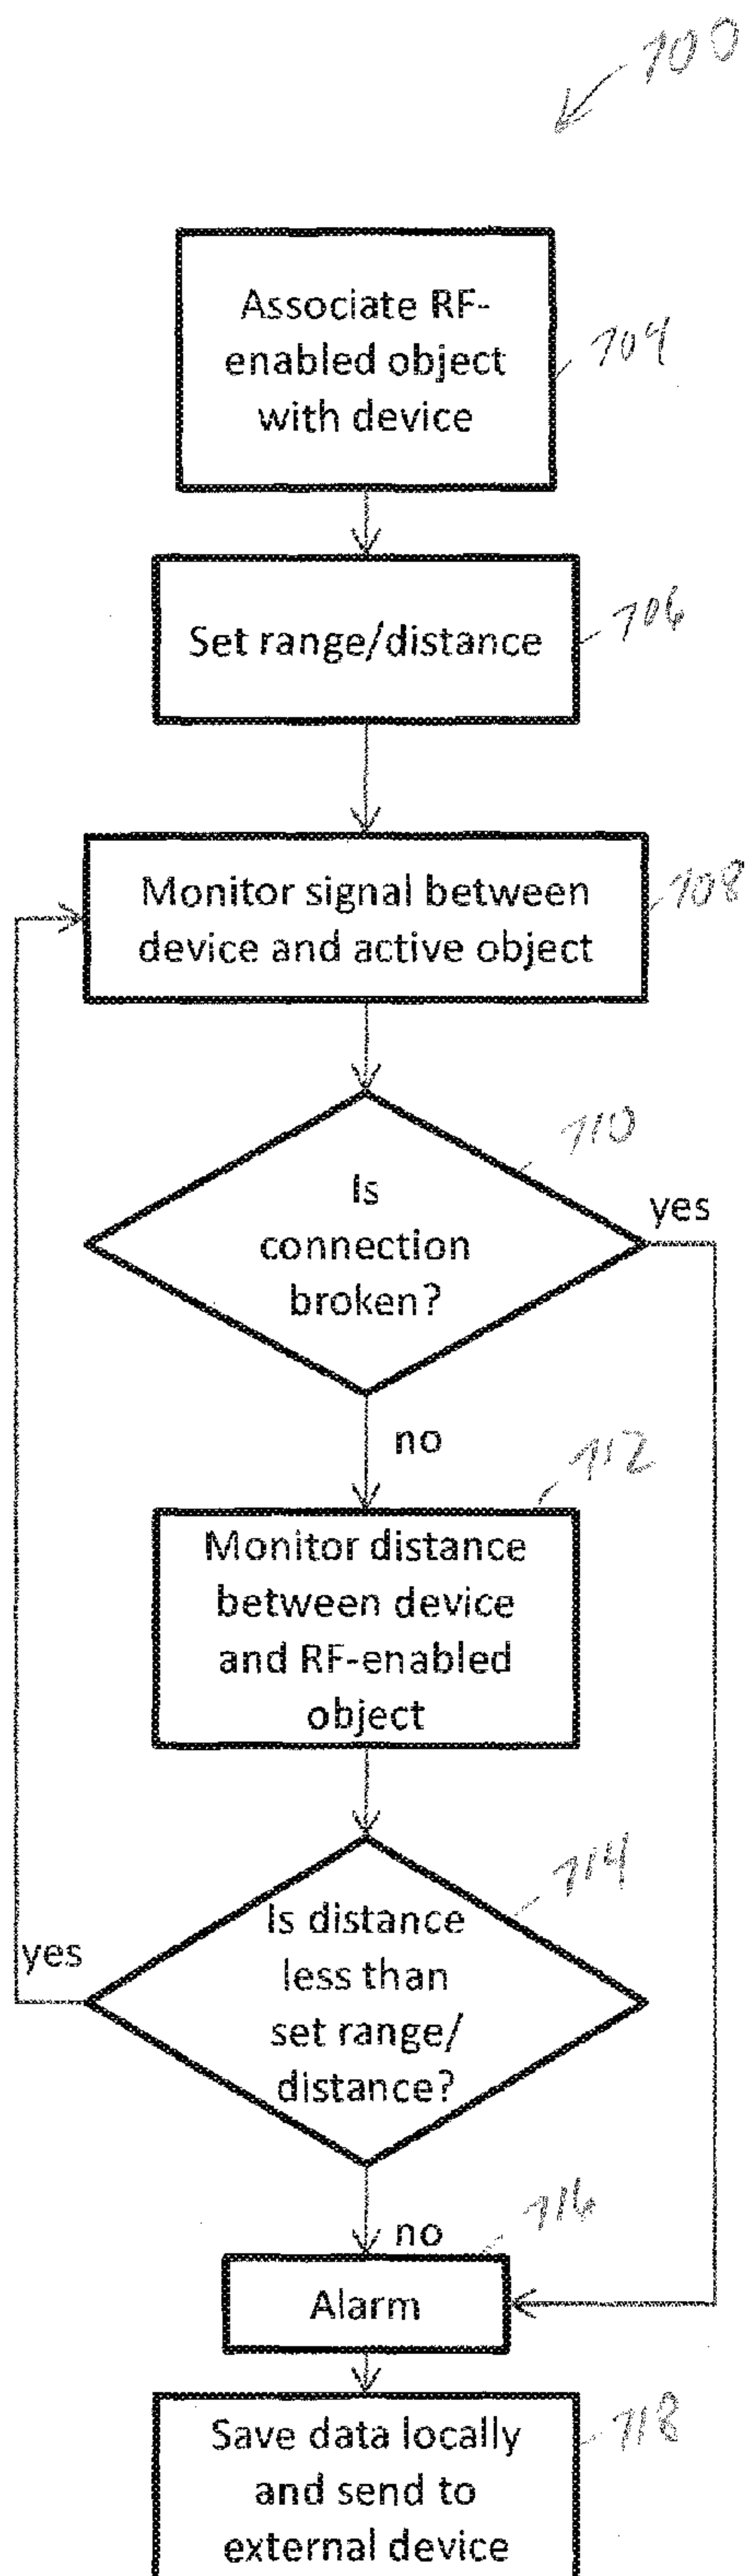 700
Associate RF-
enabled object
with device
704
Set range/distance
706
Monitor signal between
device and active object
708
Is
connection
broken?
710
yes
no
Monitor distance
between device
and RF-enabled
object
712
Is distance
less than
set range/
distance?
714
yes
no
Alarm
716
Save data locally
and send to
external device
718